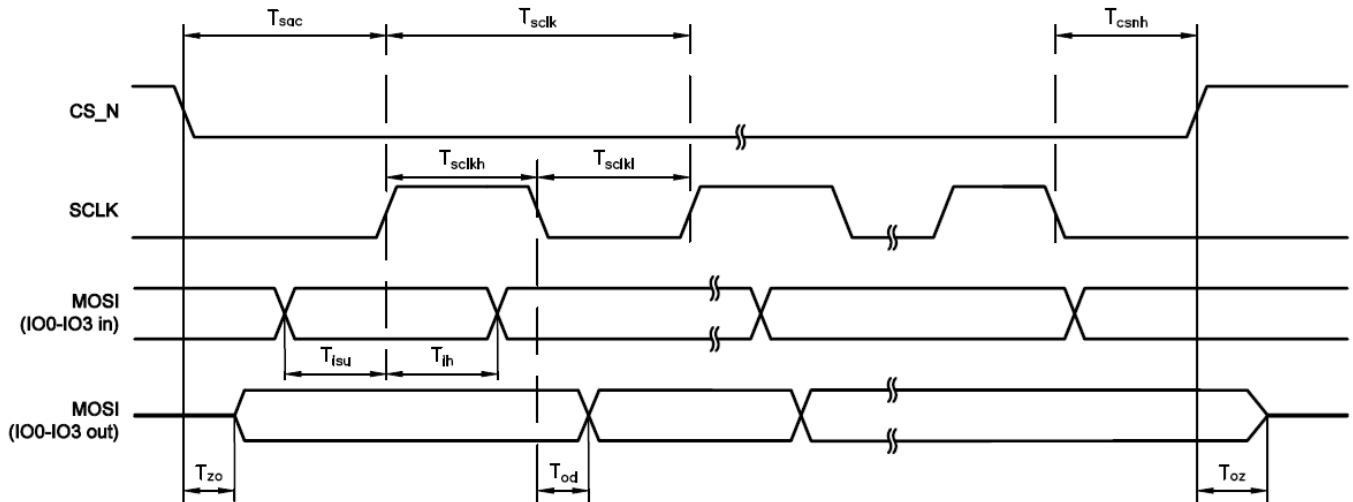 Tsac Tsclk Tcsnh
CS_N
Tsclkh Tsclkl
SCLK
MOSI
(IO0-IO3 in)
Tisu Tih
MOSI
(IO0-IO3 out)
Tzo Tod Toz